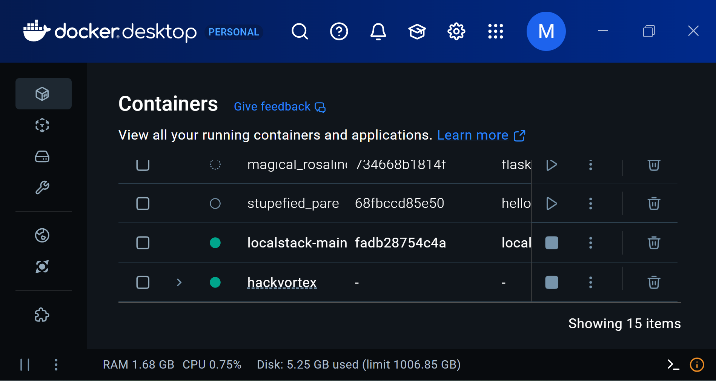 docker.desktop PERSONAL M
Containers Give feedback
View all your running containers and applications. Learn more
magical_rosalind 734668b1814f flask
stupefied_pare 68fbccd85e50 hello
localstack-main fadb28754c4a local
hackvortex - -
Showing 15 items
RAM 1.68 GB CPU 0.75% Disk: 5.25 GB used (limit 1006.85 GB)